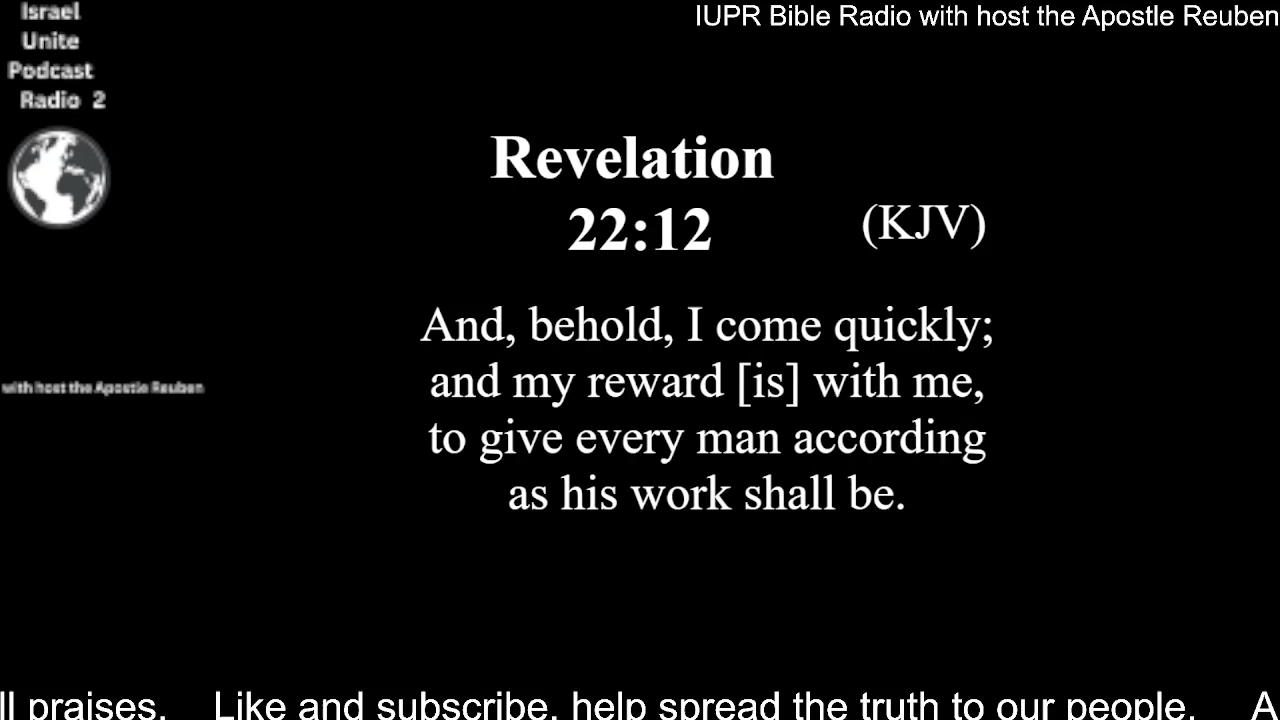 Israel
Unite
Podcast
Radio 2
IUPR Bible Radio with host the Apostle Reuben
Revelation
22:12
(KJV)
And, behold, I come quickly;
and my reward [is] with me,
to give every man according
as his work shall be.
with host the Apostle Reuben
ll praises. Like and subscribe, help spread the truth to our people. A